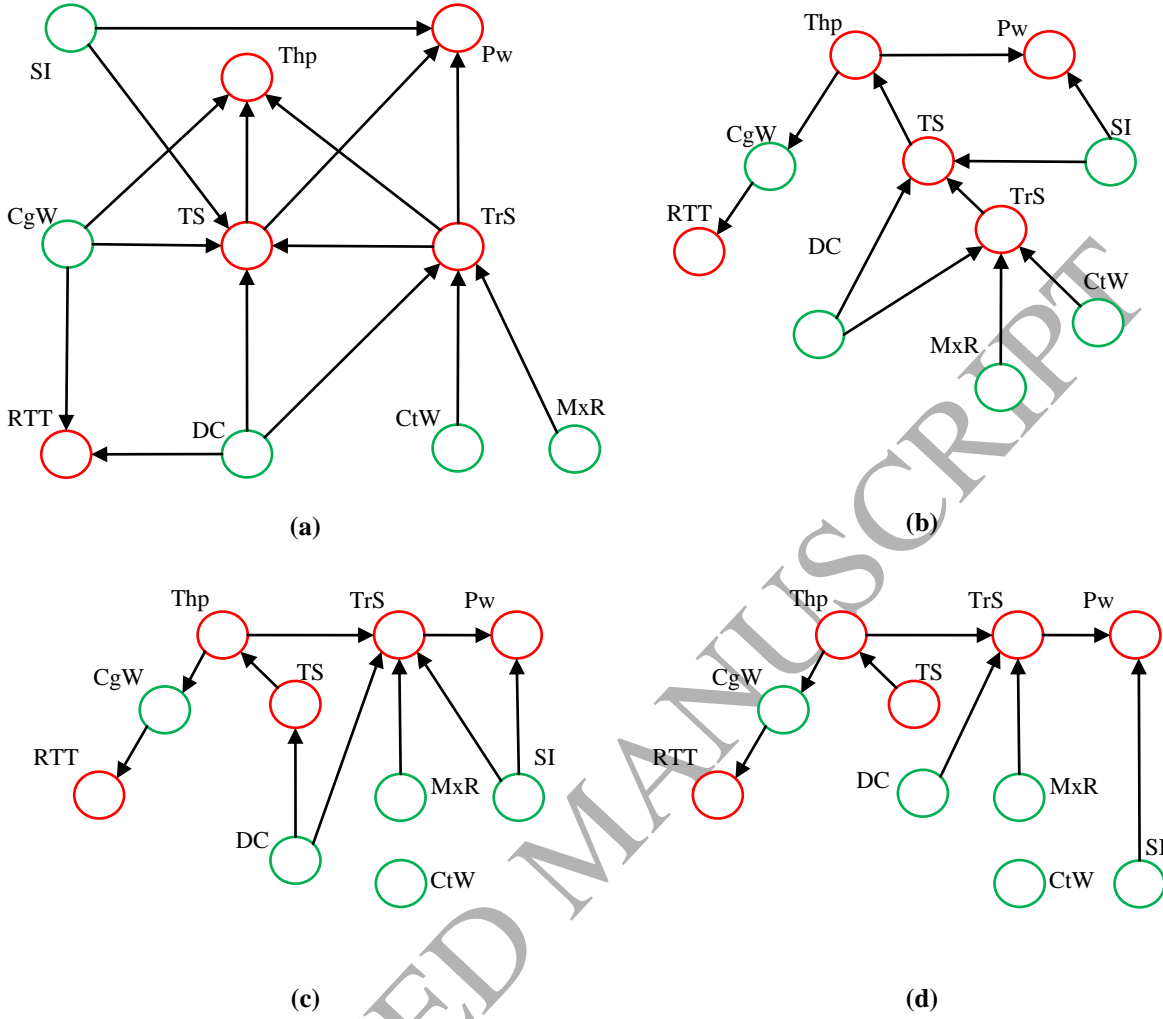 SI
Thp
Pw
CgW
TS
TrS
RTT
DC
CtW
MxR
(a)
Thp
Pw
TS
SI
CgW
TrS
RTT
DC
CtW
MxR
(b)
Thp
TrS
Pw
CgW
TS
RTT
SI
MxR
DC
CtW
(c)
Thp
TrS
Pw
CgW
TS
RTT
DC
MxR
SI
CtW
(d)
ED MANUSCRIPT